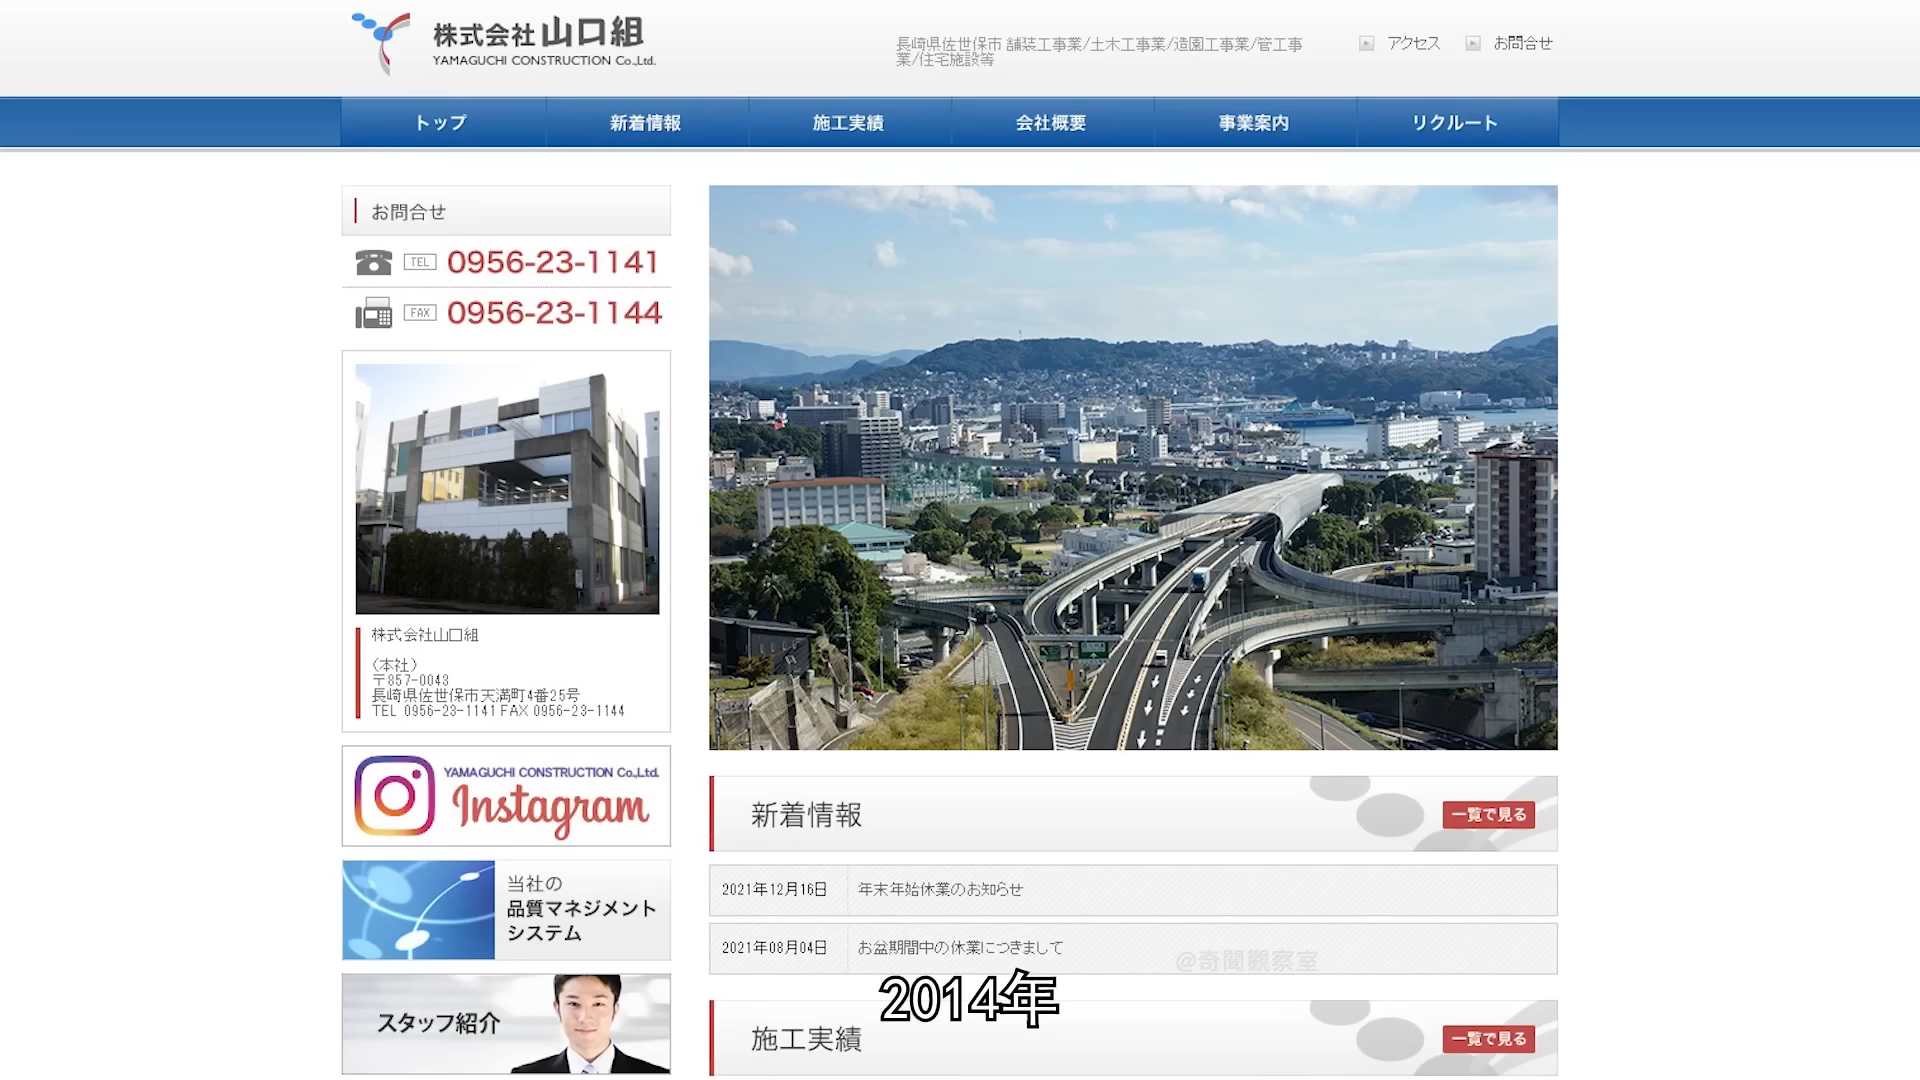 株式会社山口組
YAMAGUCHI CONSTRUCTION Co.,Ltd.
長崎県佐世保市 舗装工事業/土木工事業/造園工事業/管工事
業/住宅施設等
アクセス
お問合せ
トップ
新着情報
施工実績
会社概要
事業案内
リクルート
お問合せ
TEL 0956-23-1141
FAX 0956-23-1144
株式会社山口組
（本社）
〒857-0043
長崎県佐世保市天満町4番25号
TEL 0956-23-1141 FAX 0956-23-1144
YAMAGUCHI CONSTRUCTION Co.,Ltd.
Instagram
当社の
品質マネジメント
システム
スタッフ紹介
新着情報
一覧で見る
2021年12月16日 年末年始休業のお知らせ
2021年08月04日 お盆期間中の休業につきまして
@奇聞觀察室
2014年
施工実績
一覧で見る